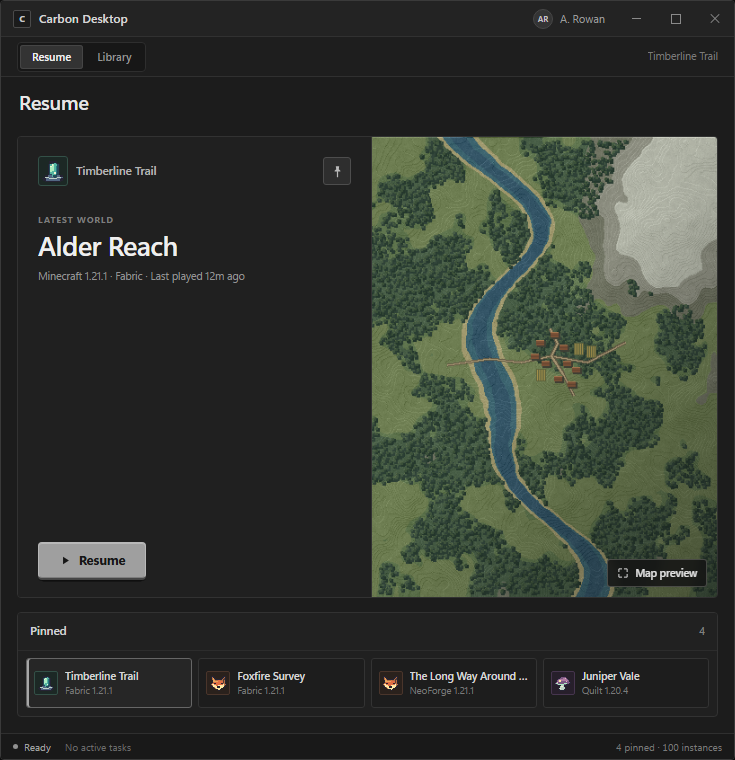 C Carbon Desktop AR A. Rowan
Resume Library Timberline Trail
Resume
Timberline Trail
LATEST WORLD
Alder Reach
Minecraft 1.21.1 · Fabric · Last played 12m ago
Resume
Map preview
Pinned 4
Timberline Trail
Fabric 1.21.1
Foxfire Survey
Fabric 1.21.1
The Long Way Around ...
NeoForge 1.21.1
Juniper Vale
Quilt 1.20.4
Ready No active tasks 4 pinned · 100 instances